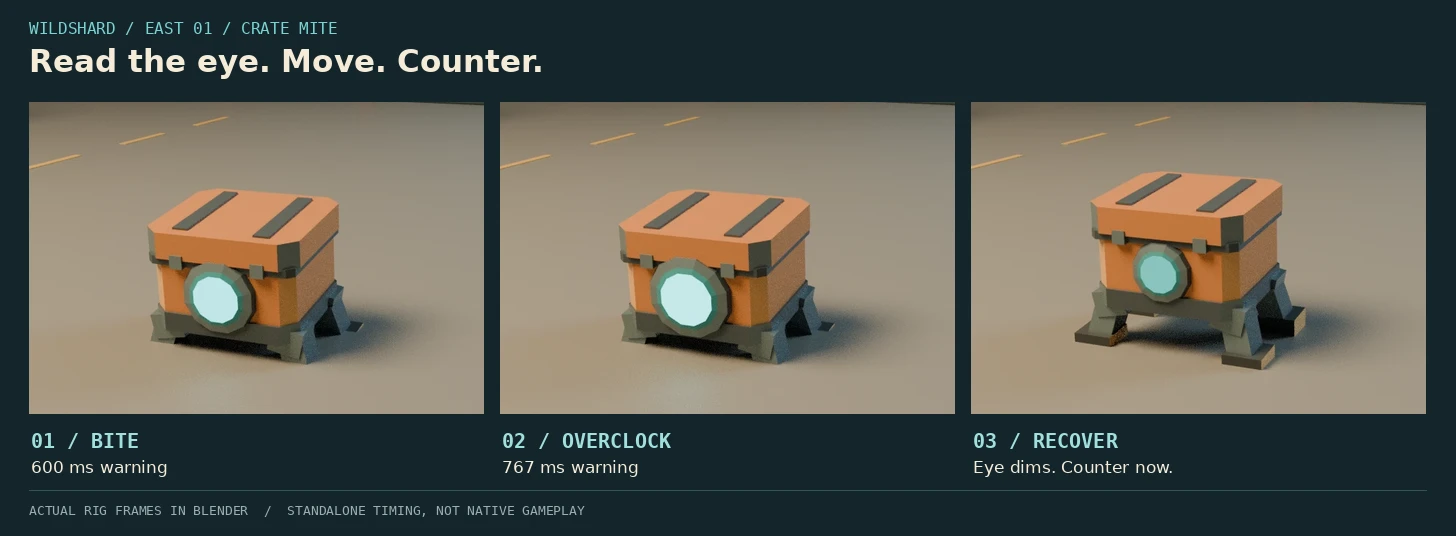 WILDSHARD / EAST 01 / CRATE MITE
Read the eye. Move. Counter.
01 / BITE
600 ms warning
02 / OVERCLOCK
767 ms warning
03 / RECOVER
Eye dims. Counter now.
ACTUAL RIG FRAMES IN BLENDER / STANDALONE TIMING, NOT NATIVE GAMEPLAY